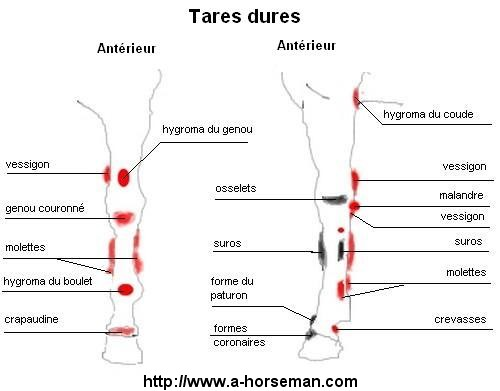 Tares dures
Antérieur
Antérieur
hygroma du genou
vessigon
genou couronné
molettes
hygroma du boulet
crapaudine
hygroma du coude
vessigon
osselets
malandre
vessigon
suros
suros
molettes
forme du
paturon
formes
coronaires
crevasses
http://www.a-horseman.com